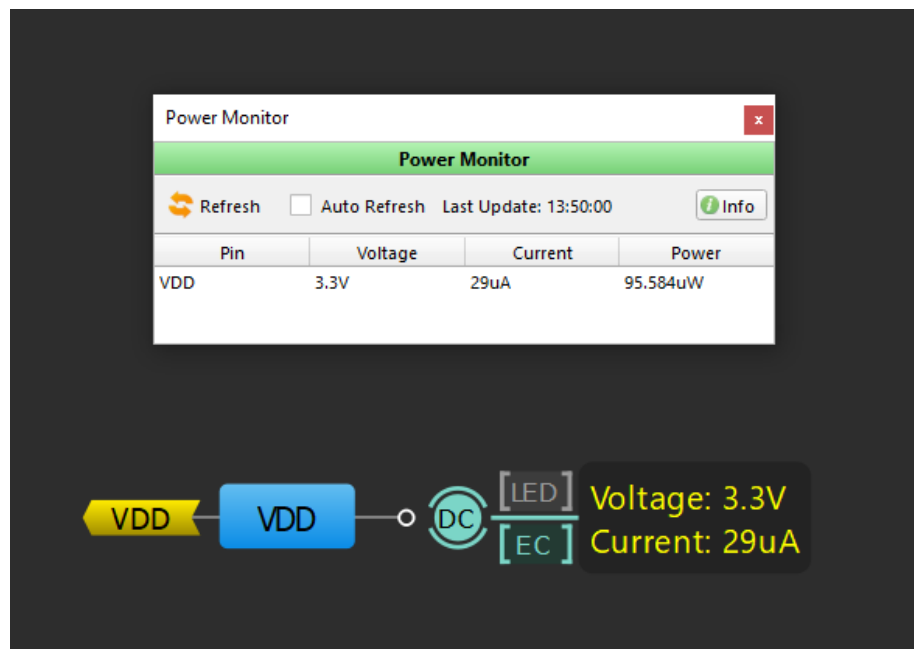 Power Monitor
x
Power Monitor
Refresh Auto Refresh Last Update: 13:50:00 Info
Pin Voltage Current Power
VDD 3.3V 29uA 95.584uW
VDD VDD DC [LED] Voltage: 3.3V
[EC] Current: 29uA